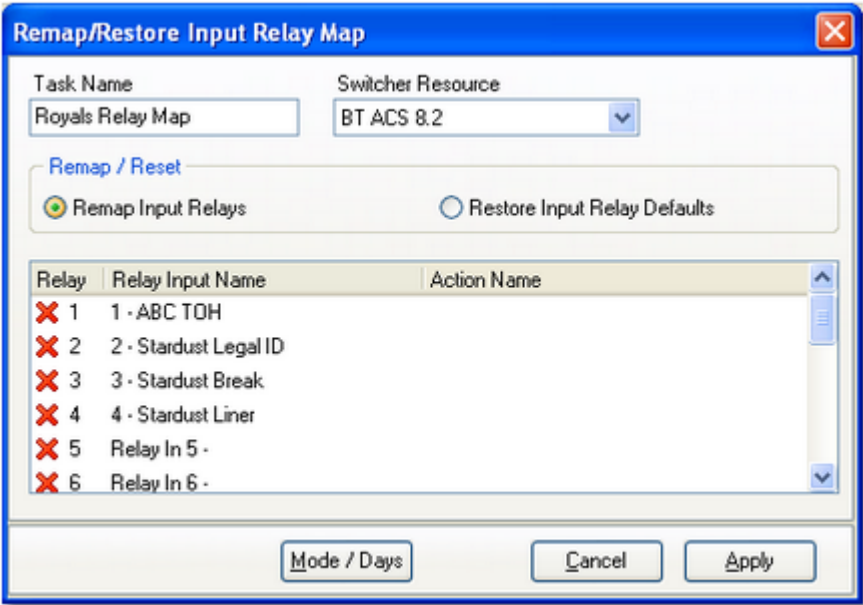 Remap/Restore Input Relay Map
Task Name Switcher Resource
Royals Relay Map BT ACS 8.2
Remap / Reset
Remap Input Relays Restore Input Relay Defaults
Relay Relay Input Name Action Name
1 1 - ABC TOH
2 2 - Stardust Legal ID
3 3 - Stardust Break
4 4 - Stardust Liner
5 Relay In 5 -
6 Relay In 6 -
Mode / Days Cancel Apply